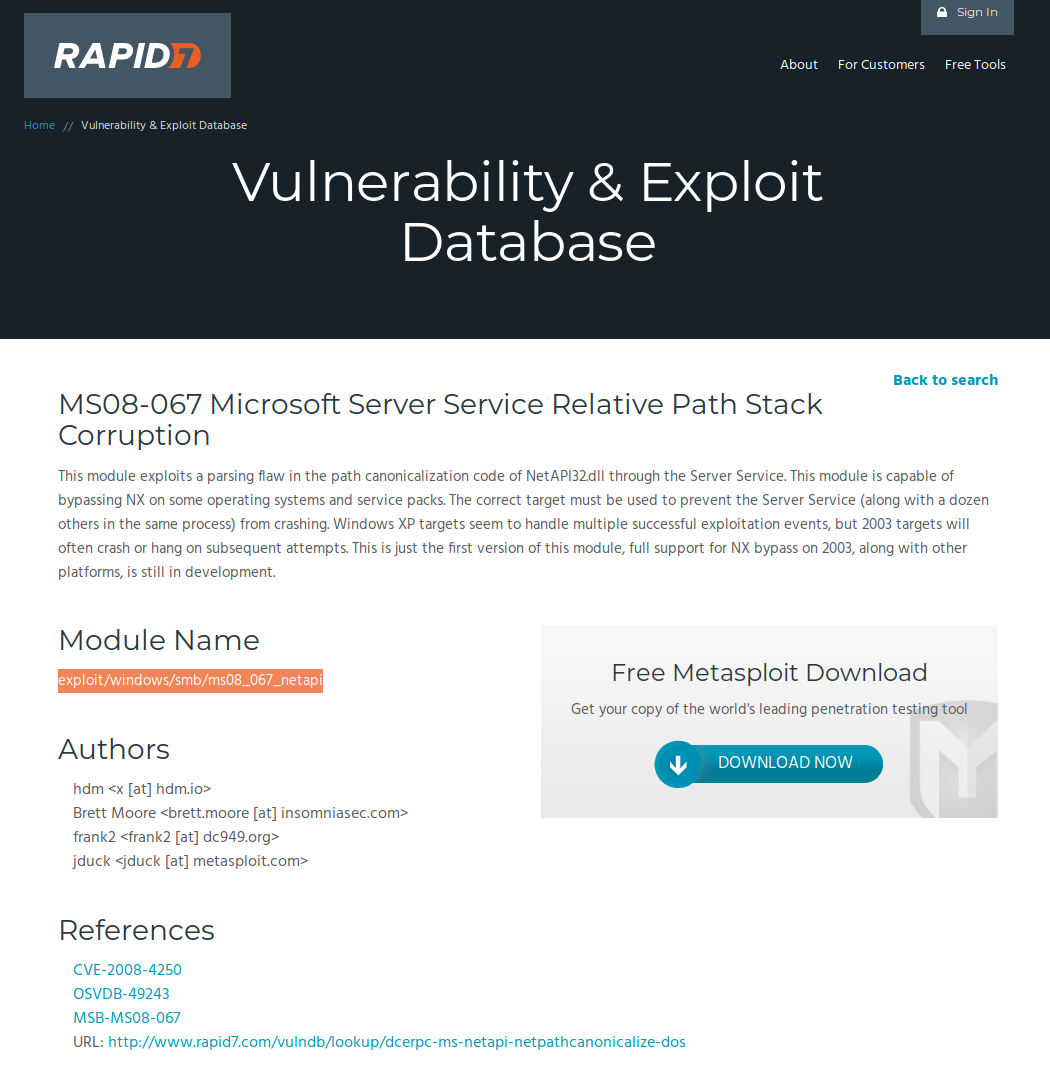 Sign In
RAPID7
About For Customers Free Tools
Home // Vulnerability & Exploit Database
Vulnerability & Exploit
Database
Back to search
MS08-067 Microsoft Server Service Relative Path Stack
Corruption
This module exploits a parsing flaw in the path canonicalization code of NetAPI32.dll through the Server Service. This module is capable of
bypassing NX on some operating systems and service packs. The correct target must be used to prevent the Server Service (along with a dozen
others in the same process) from crashing. Windows XP targets seem to handle multiple successful exploitation events, but 2003 targets will
often crash or hang on subsequent attempts. This is just the first version of this module, full support for NX bypass on 2003, along with other
platforms, is still in development.
Module Name
exploit/windows/smb/ms08_067_netapi
Free Metasploit Download
Get your copy of the world's leading penetration testing tool
DOWNLOAD NOW
Authors
hdm <x [at] hdm.io>
Brett Moore <brett.moore [at] insomniasec.com>
frank2 <frank2 [at] dc949.org>
jduck <jduck [at] metasploit.com>
References
CVE-2008-4250
OSVDB-49243
MSB-MS08-067
URL: http://www.rapid7.com/vulndb/lookup/dcerpc-ms-netapi-netpathcanonicalize-dos